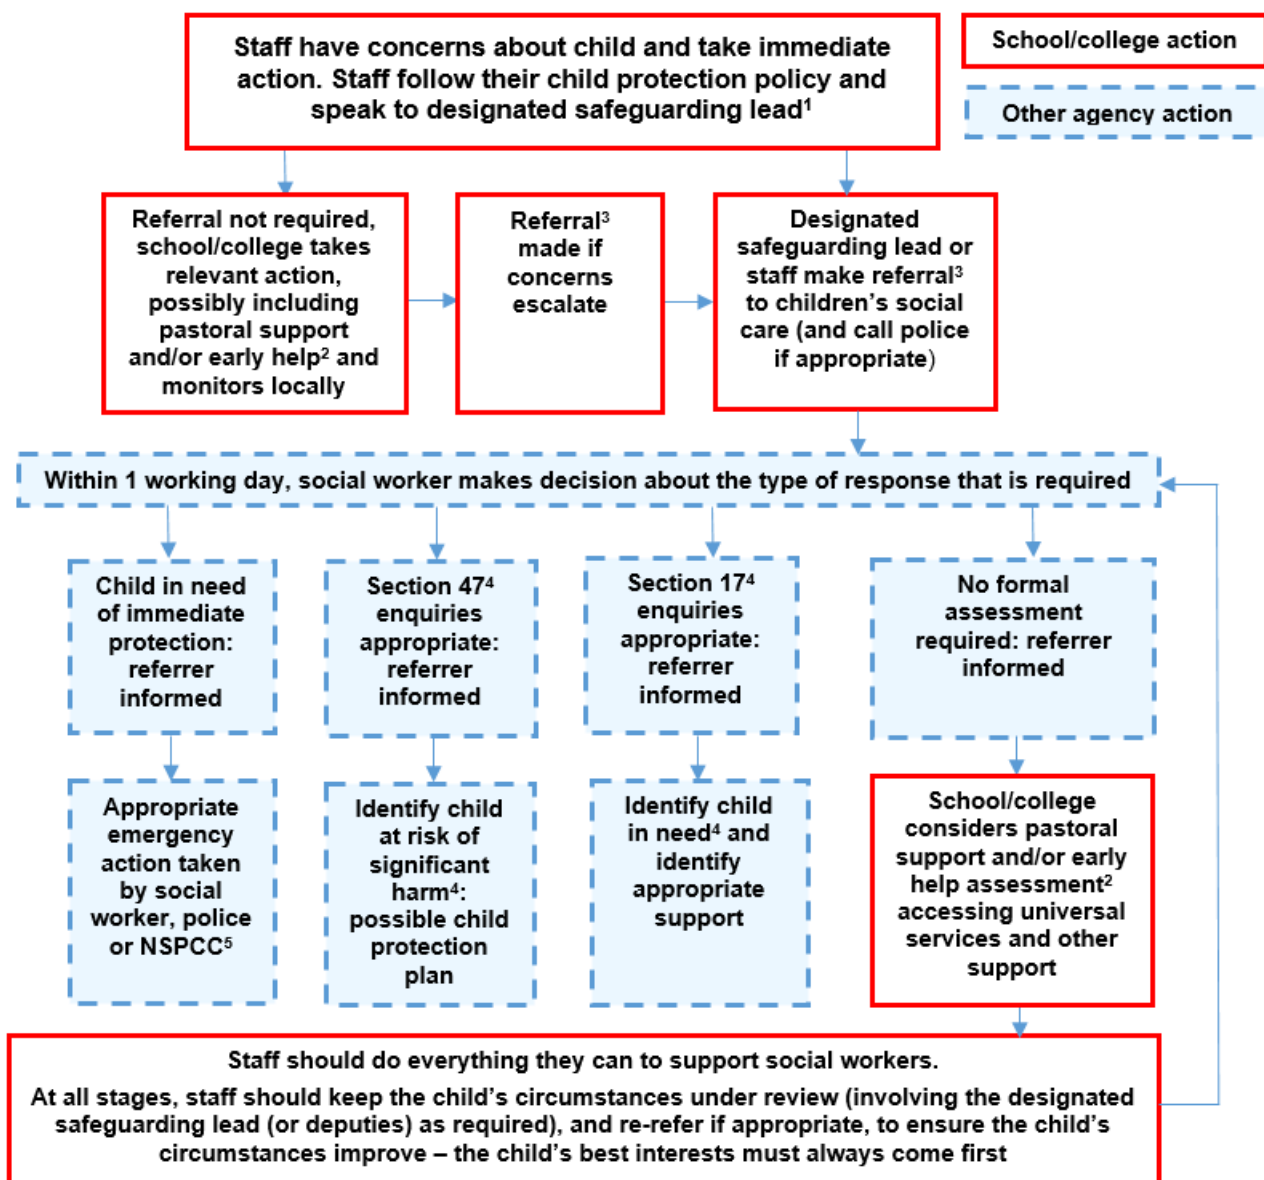 Staff have concerns about child and take immediate
action. Staff follow their child protection policy and
speak to designated safeguarding lead¹
School/college action
Other agency action
Referral not required,
school/college takes
relevant action,
possibly including
pastoral support
and/or early help² and
monitors locally
Referral³
made if
concerns
escalate
Designated
safeguarding lead or
staff make referral³
to children’s social
care (and call police
if appropriate)
Within 1 working day, social worker makes decision about the type of response that is required
Child in need
of immediate
protection:
referrer
informed
Section 47⁴
enquiries
appropriate:
referrer
informed
Section 17⁴
enquiries
appropriate:
referrer
informed
No formal
assessment
required: referrer
informed
Appropriate
emergency
action taken
by social
worker, police
or NSPCC⁵
Identify child
at risk of
significant
harm⁴:
possible child
protection
plan
Identify child
in need⁴ and
identify
appropriate
support
School/college
considers pastoral
support and/or early
help assessment²
accessing universal
services and other
support
Staff should do everything they can to support social workers.
At all stages, staff should keep the child’s circumstances under review (involving the designated
safeguarding lead (or deputies) as required), and re-refer if appropriate, to ensure the child’s
circumstances improve – the child’s best interests must always come first